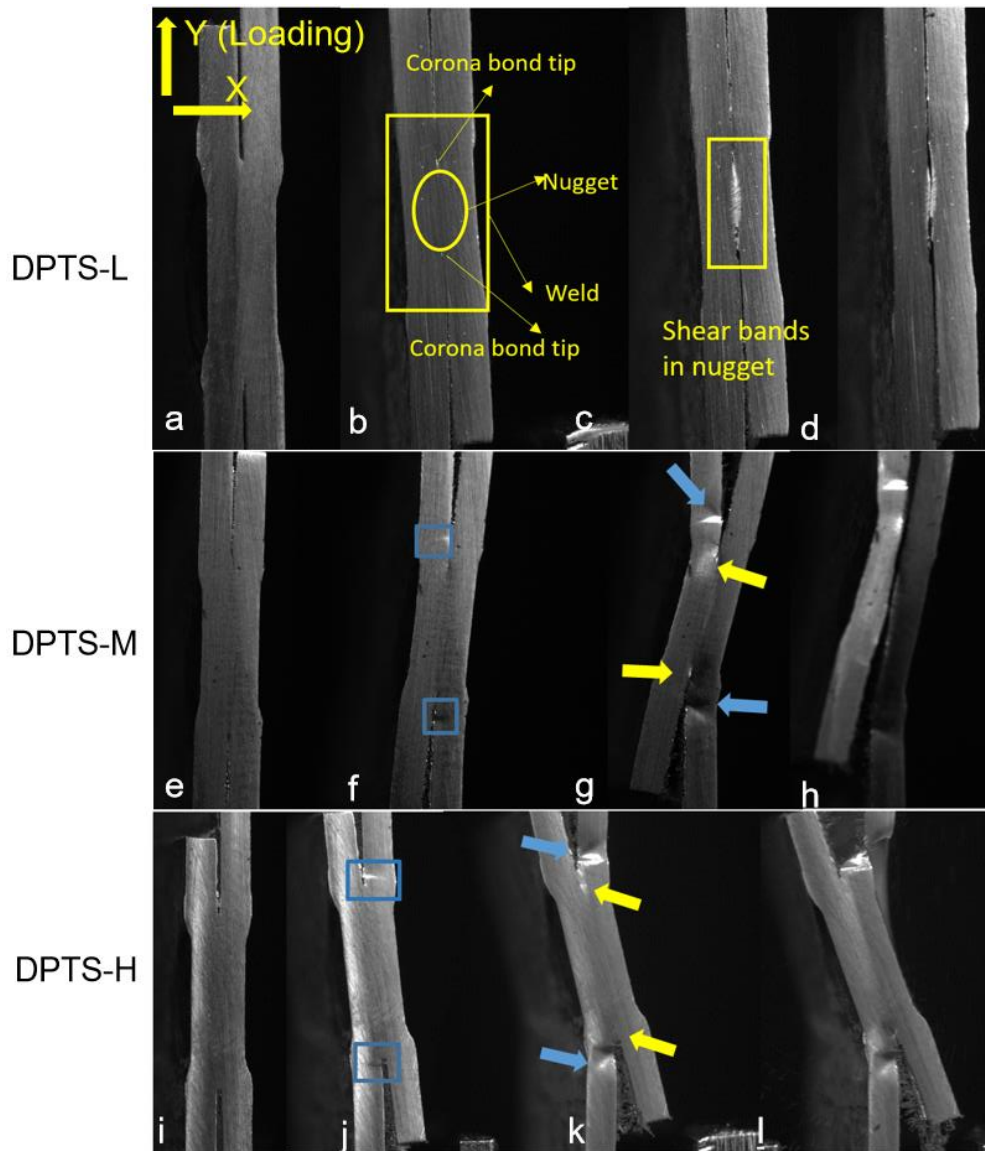 Y (Loading)
X
Corona bond tip
Nugget
Weld
Corona bond tip
Shear bands
in nugget
DPTS-L
a
b
c
d
DPTS-M
e
f
g
h
DPTS-H
i
j
k
l